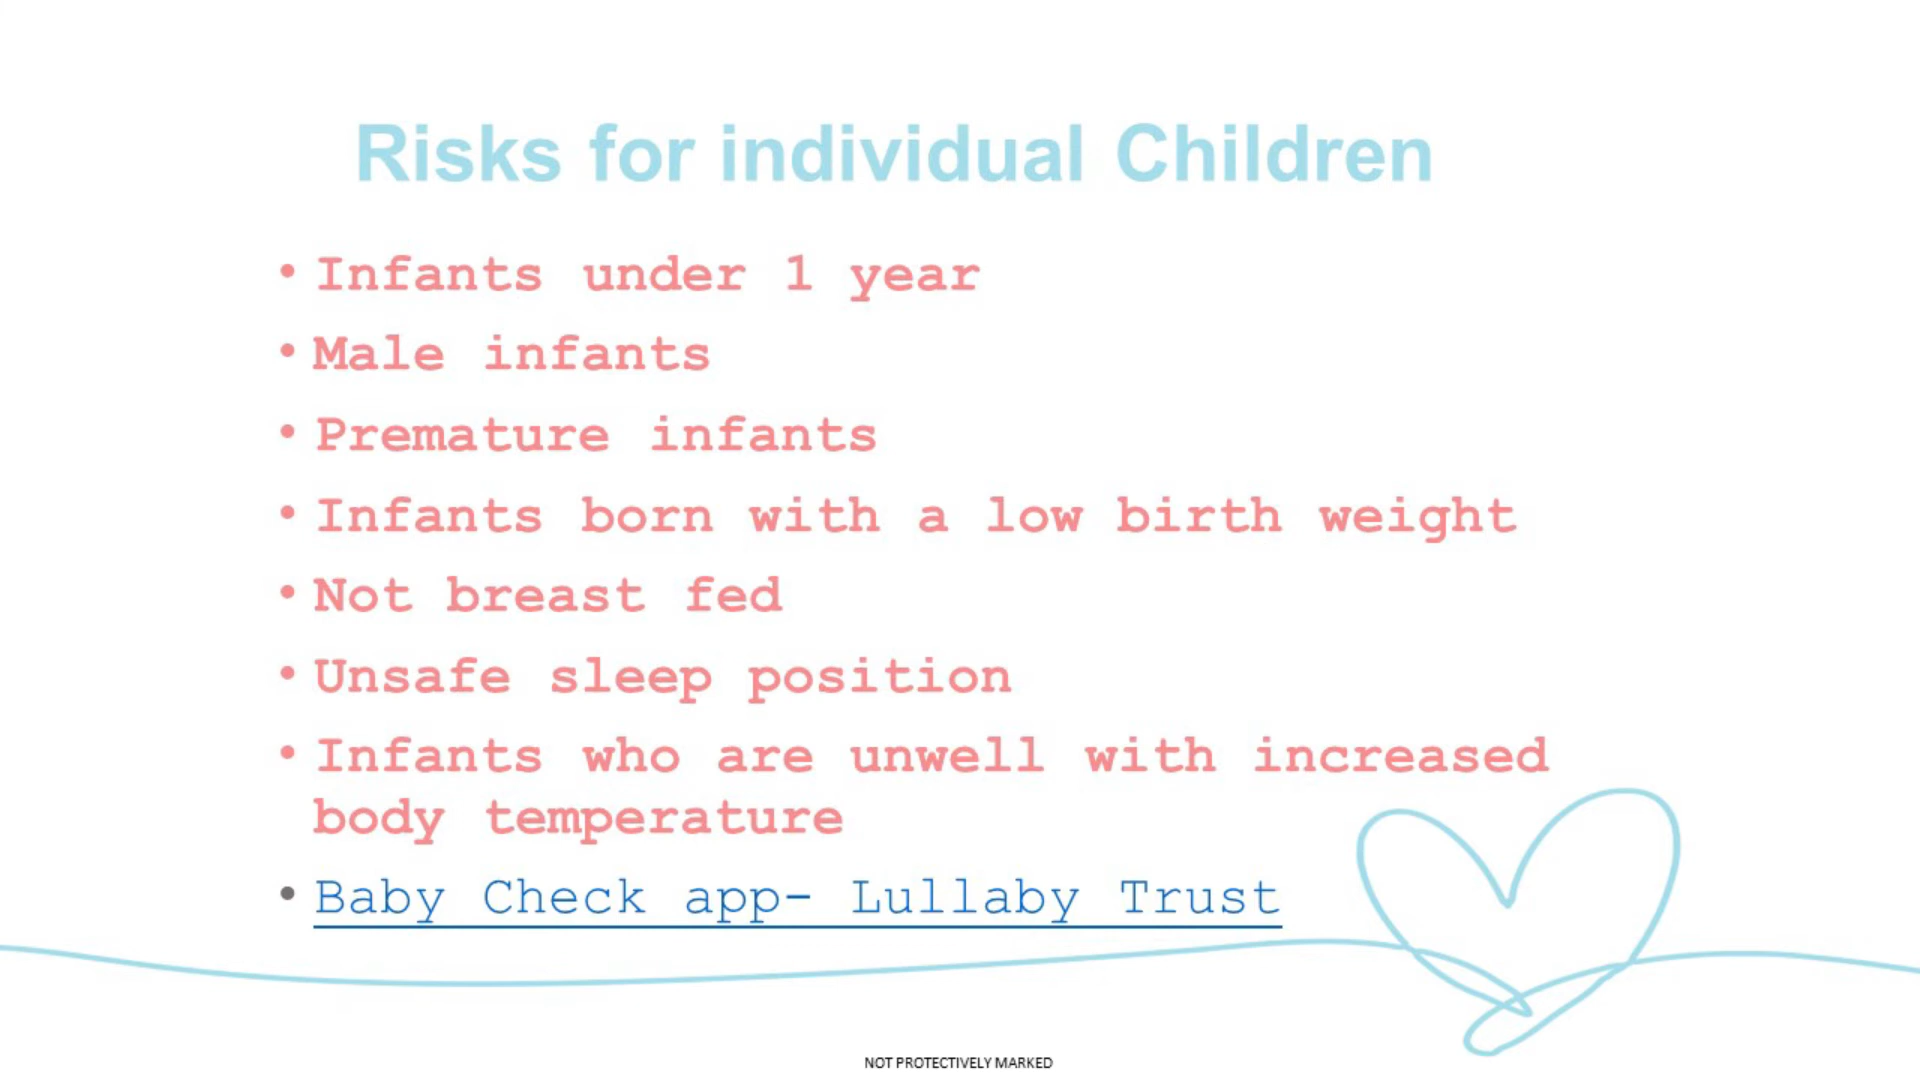 Risks for individual Children
• Infants under 1 year
• Male infants
• Premature infants
• Infants born with a low birth weight
• Not breast fed
• Unsafe sleep position
• Infants who are unwell with increased
body temperature
• Baby Check app- Lullaby Trust
NOT PROTECTIVELY MARKED